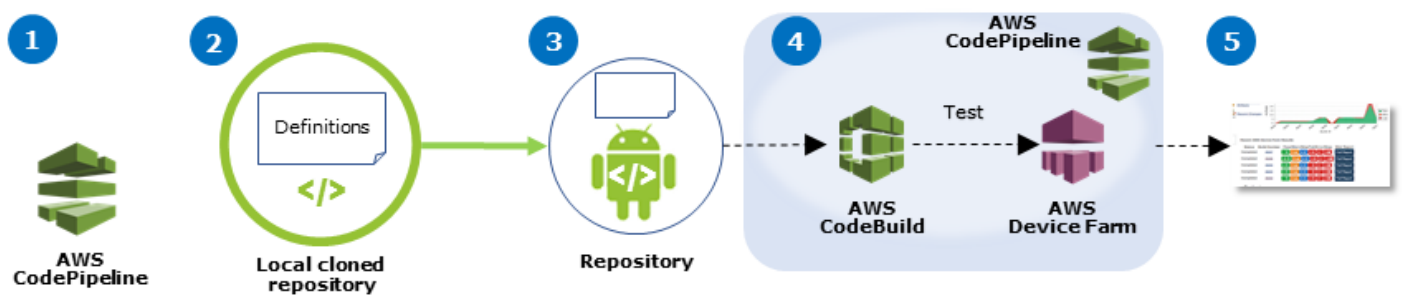 1
AWS
CodePipeline
2
Definitions
</>
Local cloned
repository
3
</>
Repository
4
AWS
CodePipeline
Test
AWS
CodeBuild
AWS
Device Farm
5